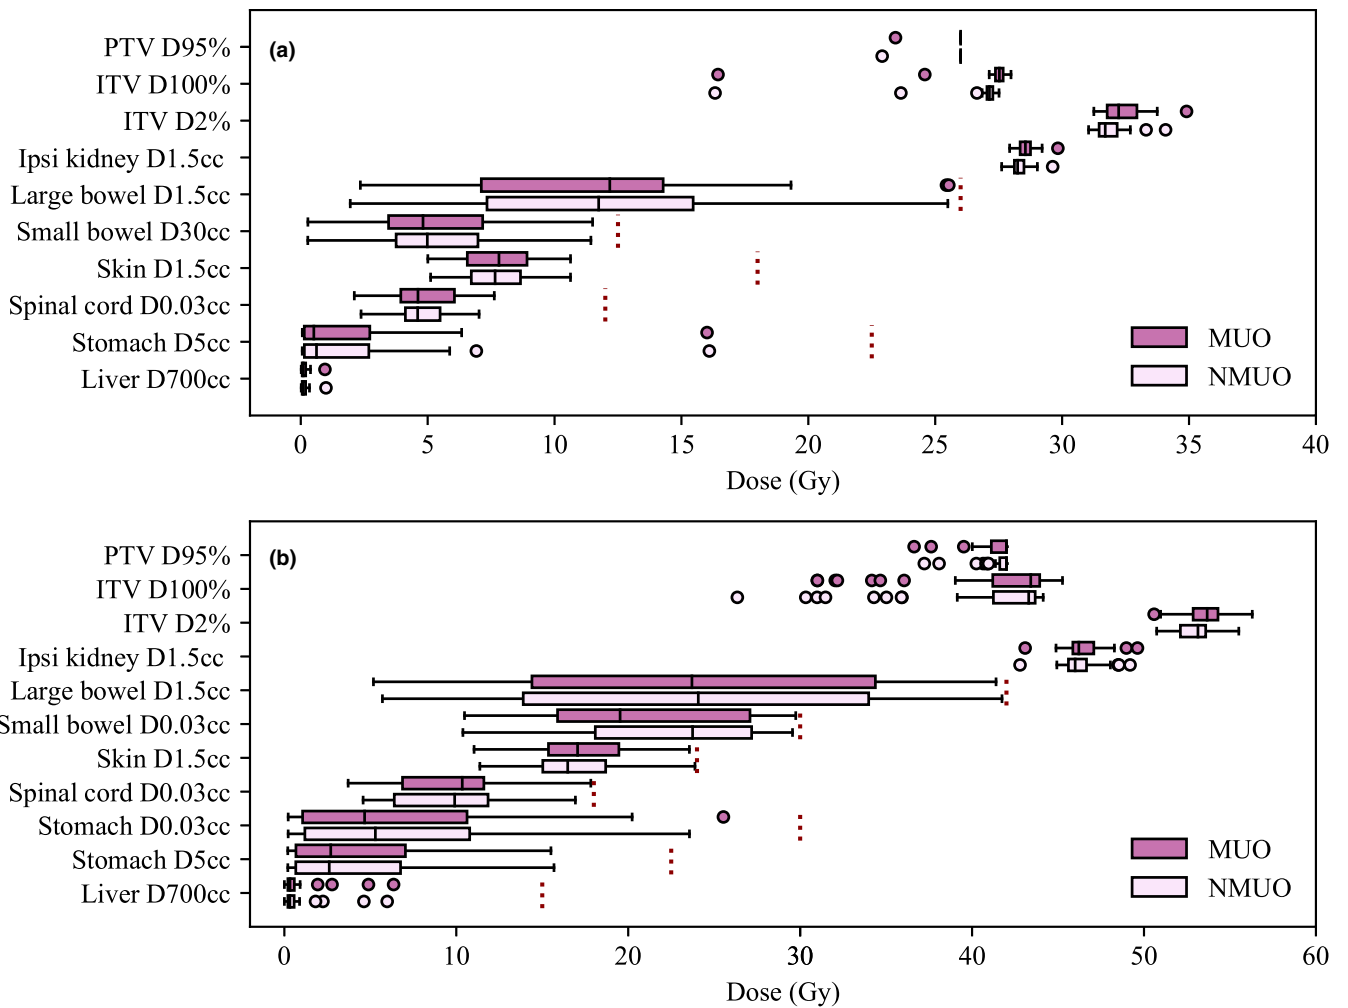 (a)
PTV D95%
ITV D100%
ITV D2%
Ipsi kidney D1.5cc
Large bowel D1.5cc
Small bowel D30cc
Skin D1.5cc
Spinal cord D0.03cc
Stomach D5cc
Liver D700cc
MUO
NMUO
0 5 10 15 20 25 30 35 40
Dose (Gy)
(b)
PTV D95%
ITV D100%
ITV D2%
Ipsi kidney D1.5cc
Large bowel D1.5cc
Small bowel D0.03cc
Skin D1.5cc
Spinal cord D0.03cc
Stomach D0.03cc
Stomach D5cc
Liver D700cc
MUO
NMUO
0 10 20 30 40 50 60
Dose (Gy)